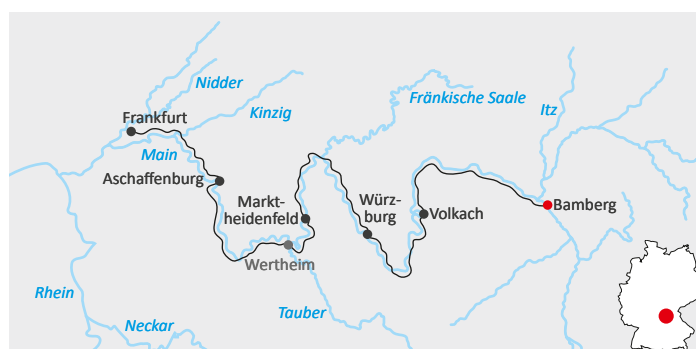 Nidder
Fränkische Saale
Itz
Kinzig
Frankfurt
Main
Aschaffenburg
Markt-
heidenfeld
Würz-
burg
Volkach
Bamberg
Wertheim
Rhein
Tauber
Neckar